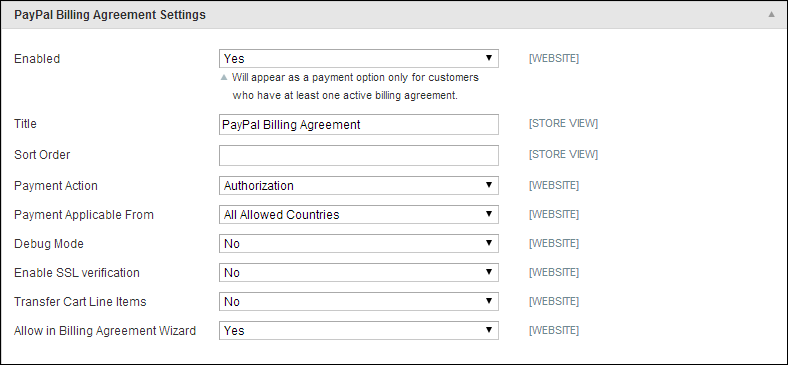 PayPal Billing Agreement Settings
Enabled Yes [WEBSITE]
Will appear as a payment option only for customers
who have at least one active billing agreement.
Title PayPal Billing Agreement [STORE VIEW]
Sort Order [STORE VIEW]
Payment Action Authorization [WEBSITE]
Payment Applicable From All Allowed Countries [WEBSITE]
Debug Mode No [WEBSITE]
Enable SSL verification No [WEBSITE]
Transfer Cart Line Items No [WEBSITE]
Allow in Billing Agreement Wizard Yes [WEBSITE]